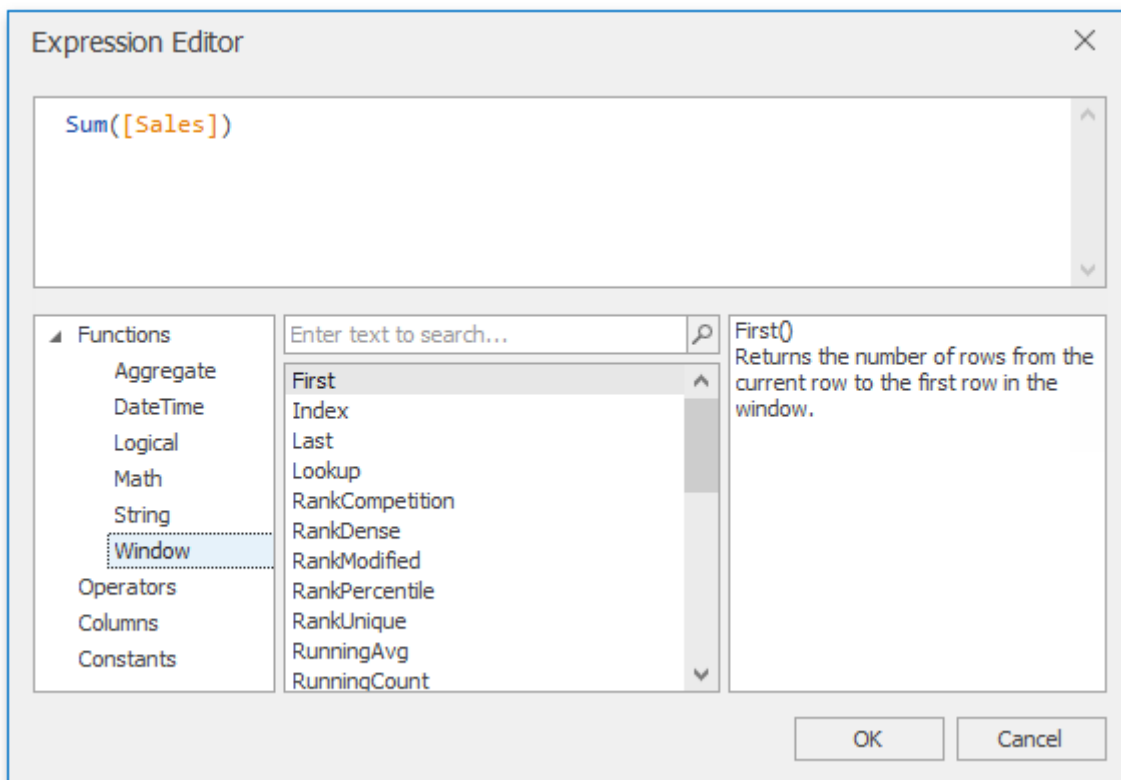 Expression Editor
Sum([Sales])
Functions
Aggregate
DateTime
Logical
Math
String
Window
Operators
Columns
Constants
Enter text to search...
First
Index
Last
Lookup
RankCompetition
RankDense
RankModified
RankPercentile
RankUnique
RunningAvg
RunningCount
First()
Returns the number of rows from the
current row to the first row in the
window.
OK
Cancel